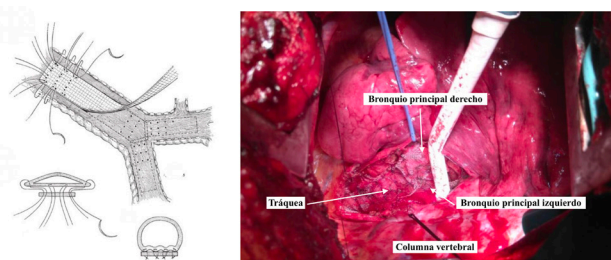 Bronquio principal derecho
Tráquea
Bronquio principal izquierdo
Columna vertebral